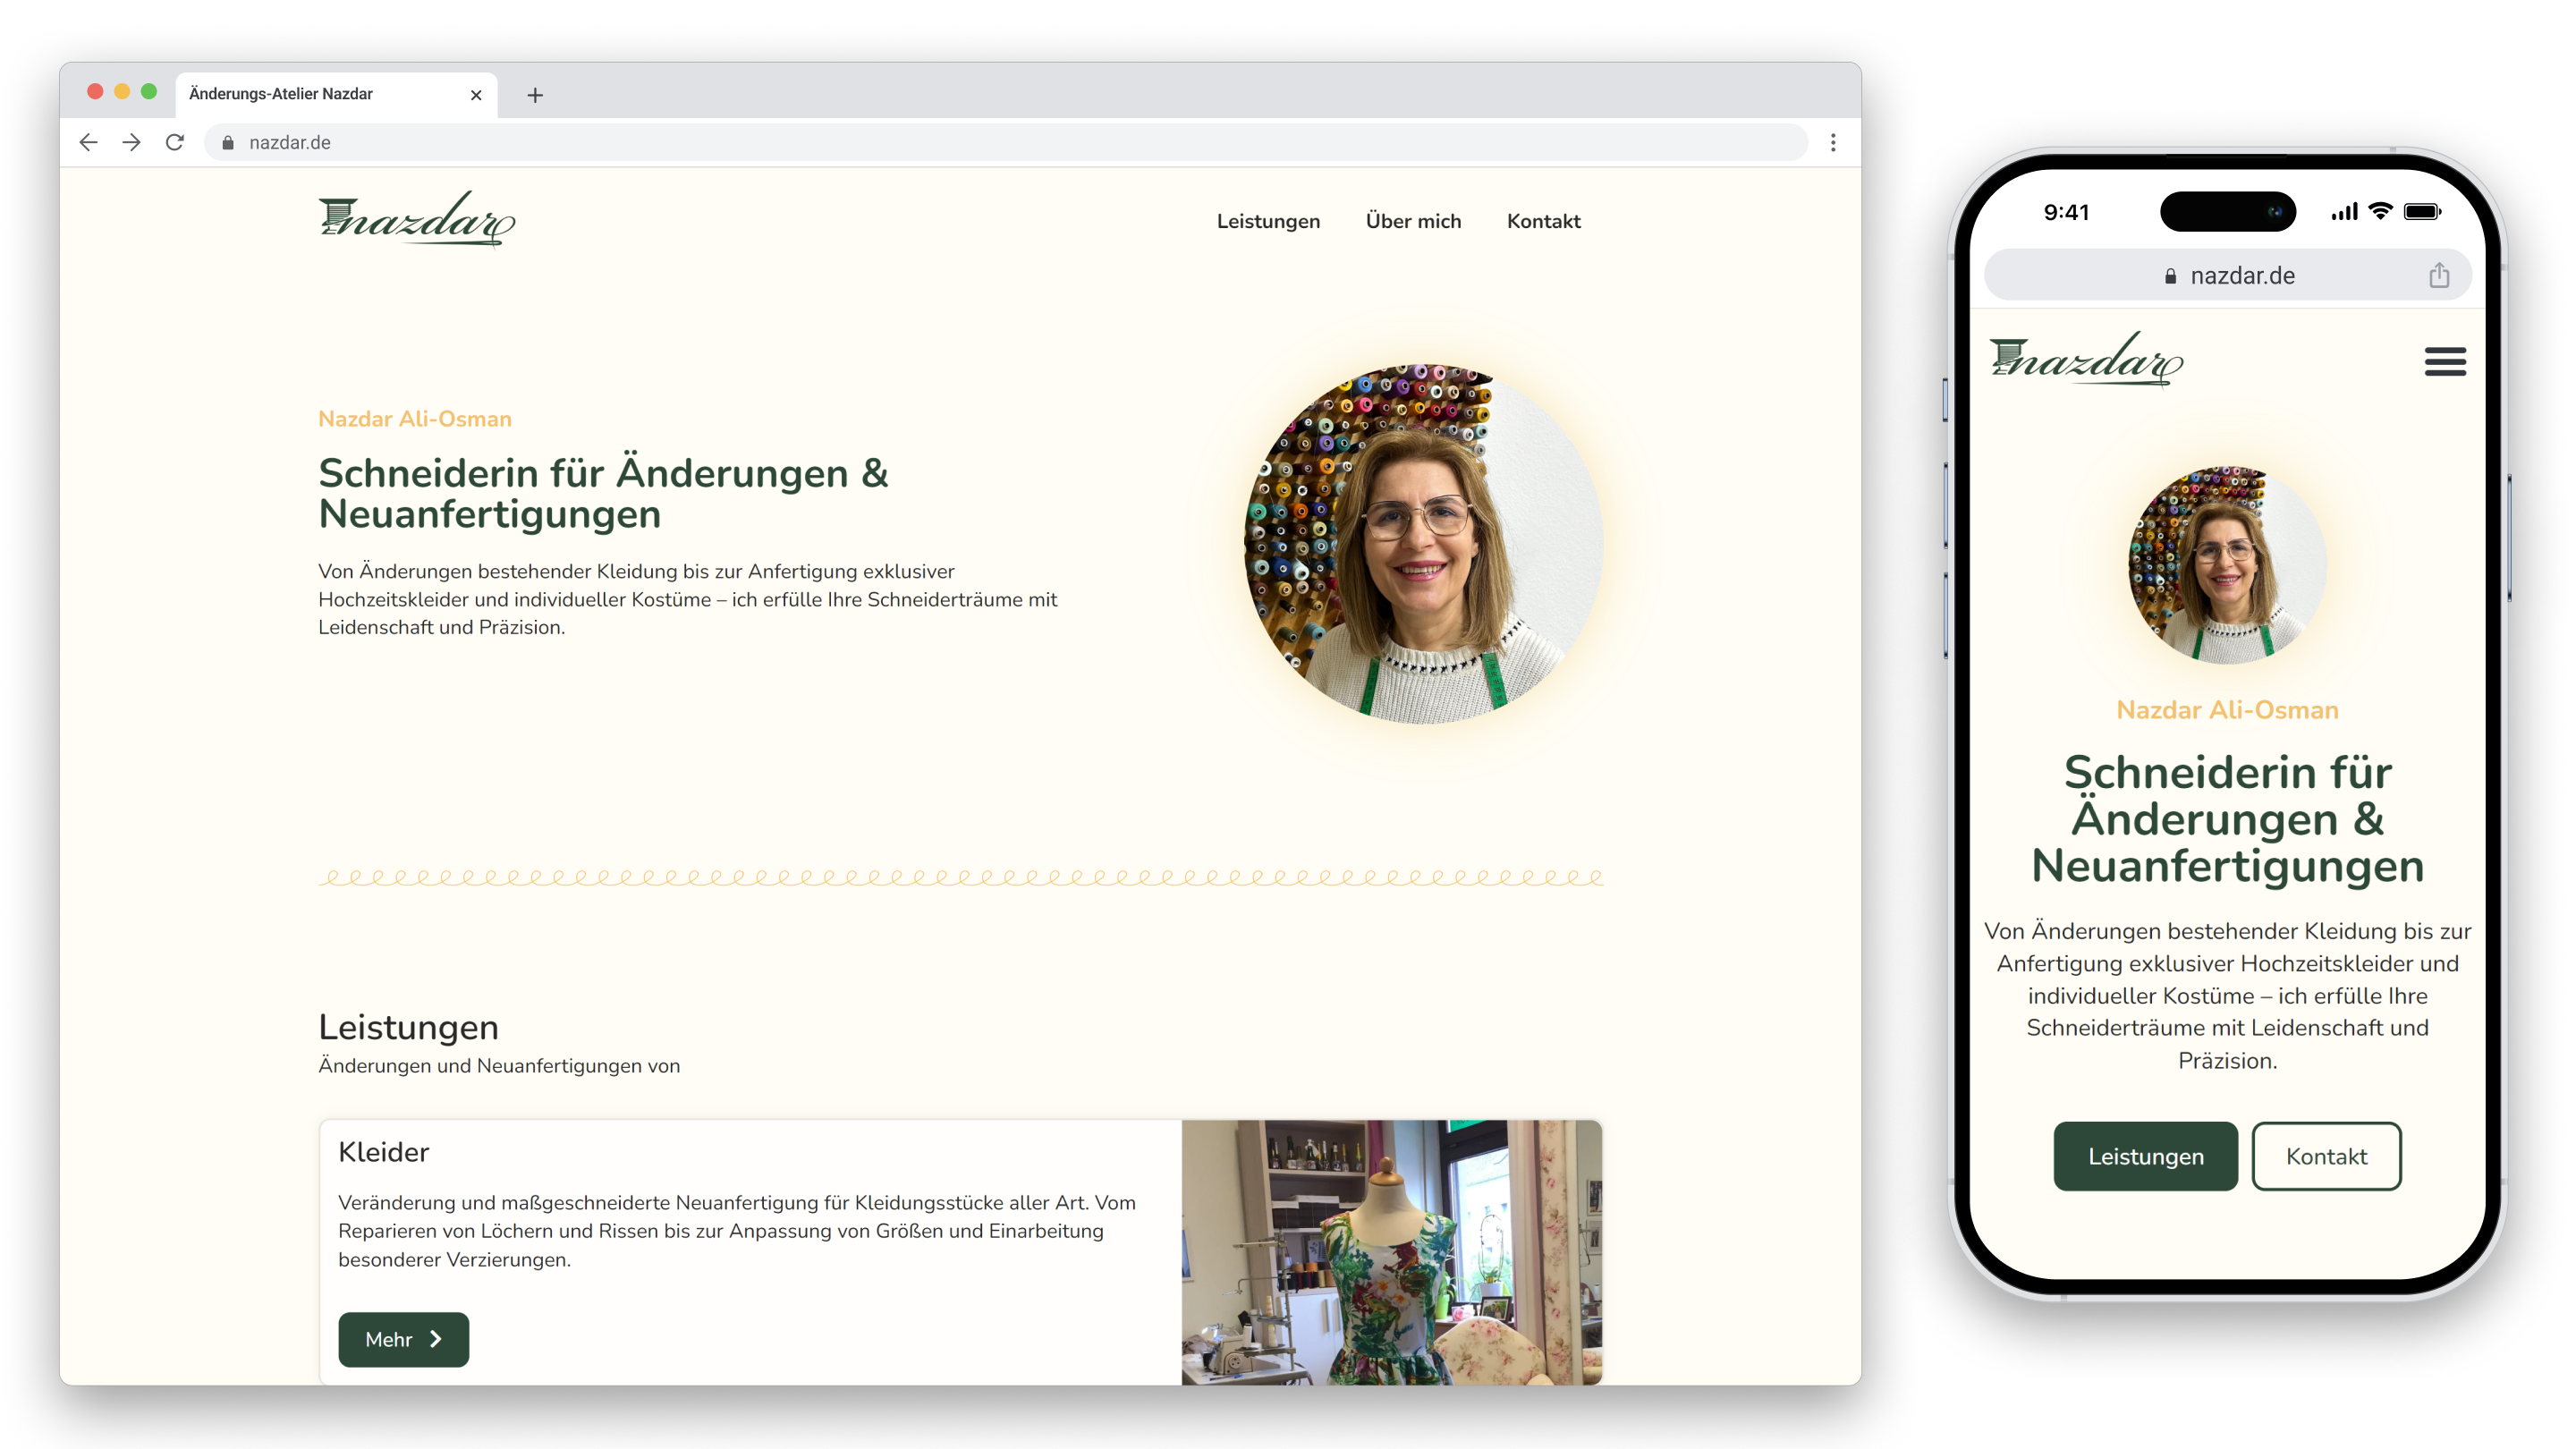 Änderungs-Atelier Nazdar
nazdar.de
nazdar
Leistungen Über mich Kontakt
Nazdar Ali-Osman
Schneiderin für Änderungen &
Neuanfertigungen
Von Änderungen bestehender Kleidung bis zur Anfertigung exklusiver
Hochzeitskleider und individueller Kostüme – ich erfülle Ihre Schneiderträume mit
Leidenschaft und Präzision.
Leistungen
Änderungen und Neuanfertigungen von
Kleider
Veränderung und maßgeschneiderte Neuanfertigung für Kleidungsstücke aller Art. Vom
Reparieren von Löchern und Rissen bis zur Anpassung von Größen und Einarbeitung
besonderer Verzierungen.
Mehr
9:41
nazdar.de
nazdar
Nazdar Ali-Osman
Schneiderin für
Änderungen &
Neuanfertigungen
Von Änderungen bestehender Kleidung bis zur
Anfertigung exklusiver Hochzeitskleider und
individueller Kostüme – ich erfülle Ihre
Schneiderträume mit Leidenschaft und
Präzision.
Leistungen Kontakt